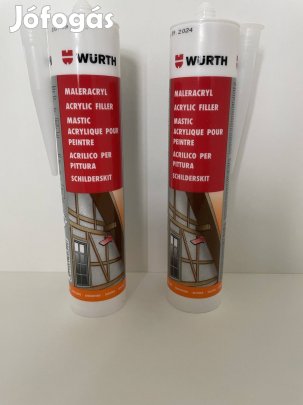 Jófogás
WÜRTH
MALERACRYL
ACRYLIC FILLER
MASTIC
ACRYLIQUE POUR
PEINTRE
ACRILICO PER
PITTURA
SCHILDERSKIT
09 2024
WÜRTH
MALERACRYL
ACRYLIC FILLER
MASTIC
ACRYLIQUE POUR
PEINTRE
ACRILICO PER
PITTURA
SCHILDERSKIT